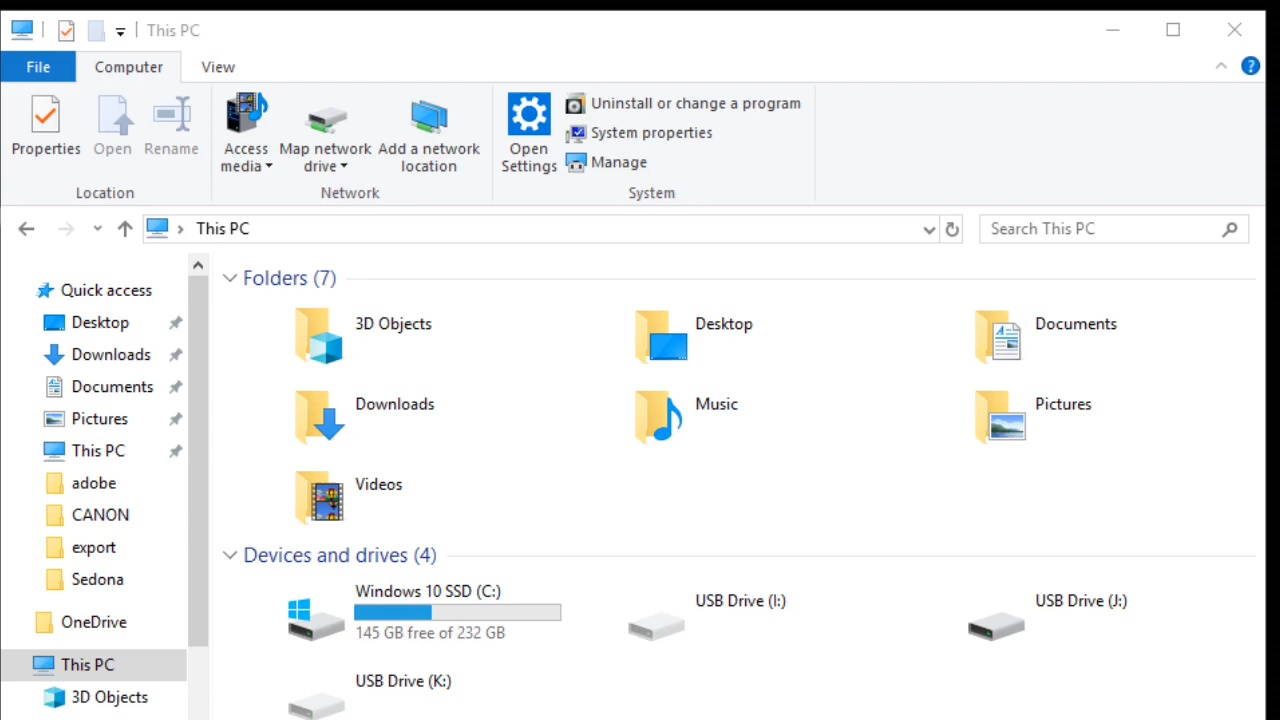 This PC
File
Computer
View
Properties
Open
Rename
Access media
Map network drive
Add a network location
Open Settings
Uninstall or change a program
System properties
Manage
Location
Network
System
This PC
Search This PC
Quick access
Desktop
Downloads
Documents
Pictures
This PC
adobe
CANON
export
Sedona
OneDrive
This PC
3D Objects
Folders (7)
3D Objects
Desktop
Documents
Downloads
Music
Pictures
Videos
Devices and drives (4)
Windows 10 SSD (C:)
145 GB free of 232 GB
USB Drive (I:)
USB Drive (J:)
USB Drive (K:)